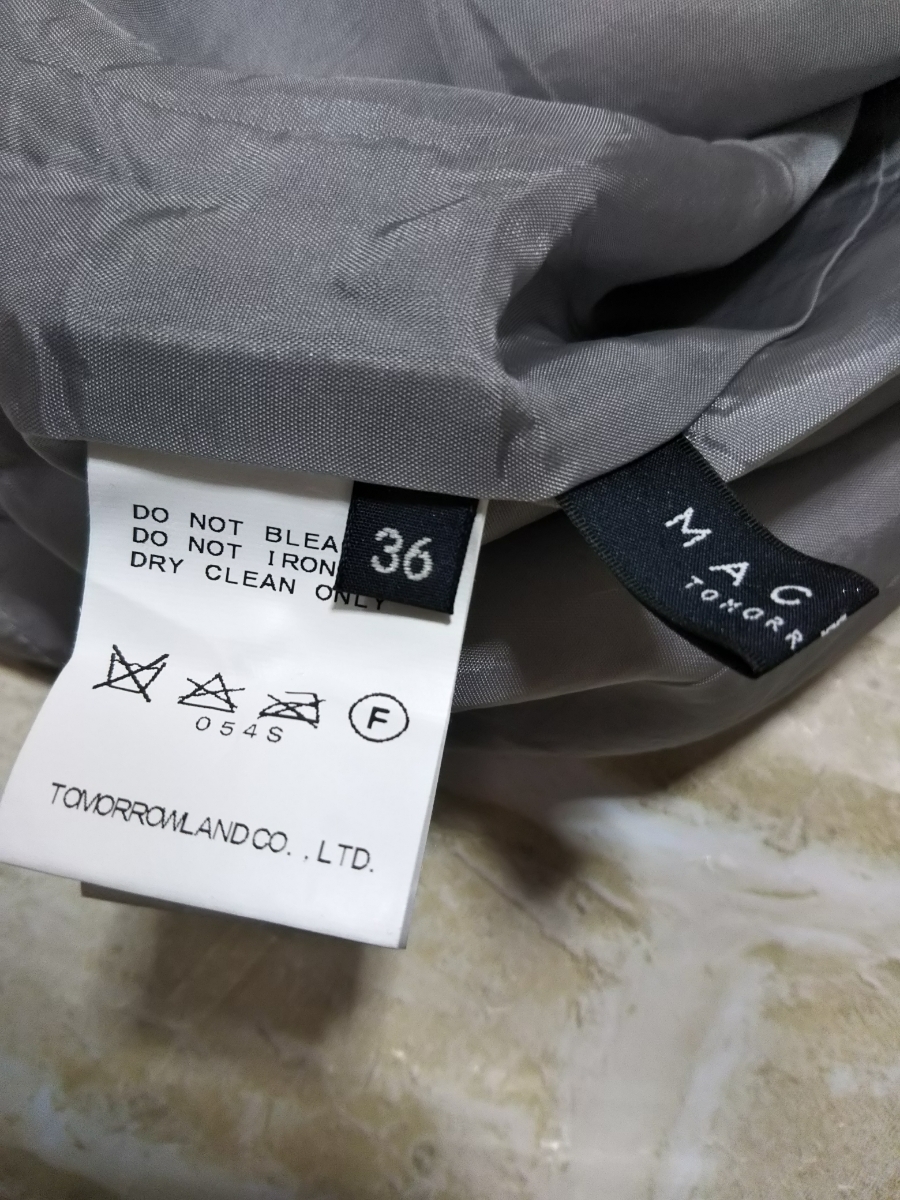 DO NOT BLEA
DO NOT IRON
DRY CLEAN ONLY
36
054S
F
TOMORROWLAND CO. , LTD.
MAC
TOMORR